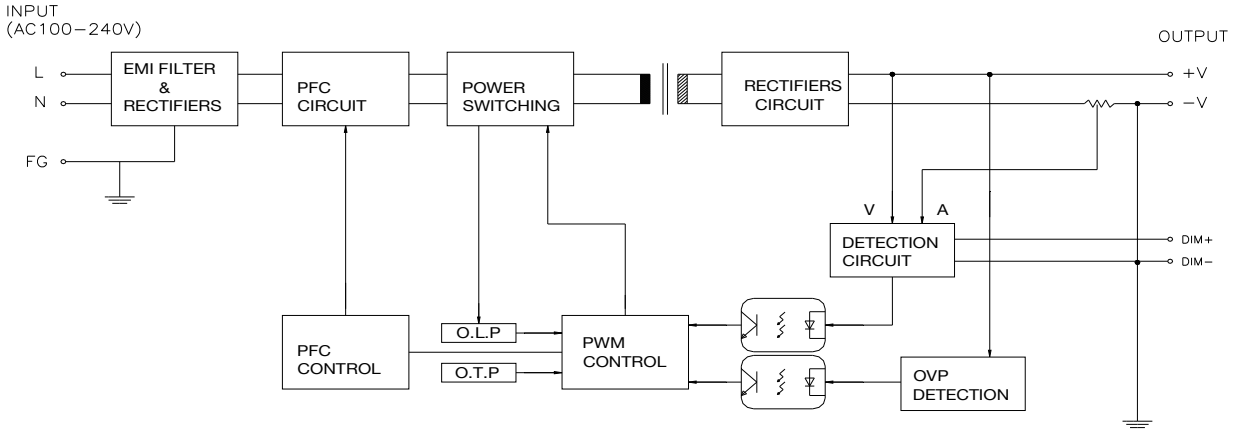 INPUT
(AC100-240V)
OUTPUT
L
N
FG
EMI FILTER
&
RECTIFIERS
PFC
CIRCUIT
POWER
SWITCHING
RECTIFIERS
CIRCUIT
+V
-V
V
A
DETECTION
CIRCUIT
DIM+
DIM-
PFC
CONTROL
O.L.P
O.T.P
PWM
CONTROL
OVP
DETECTION